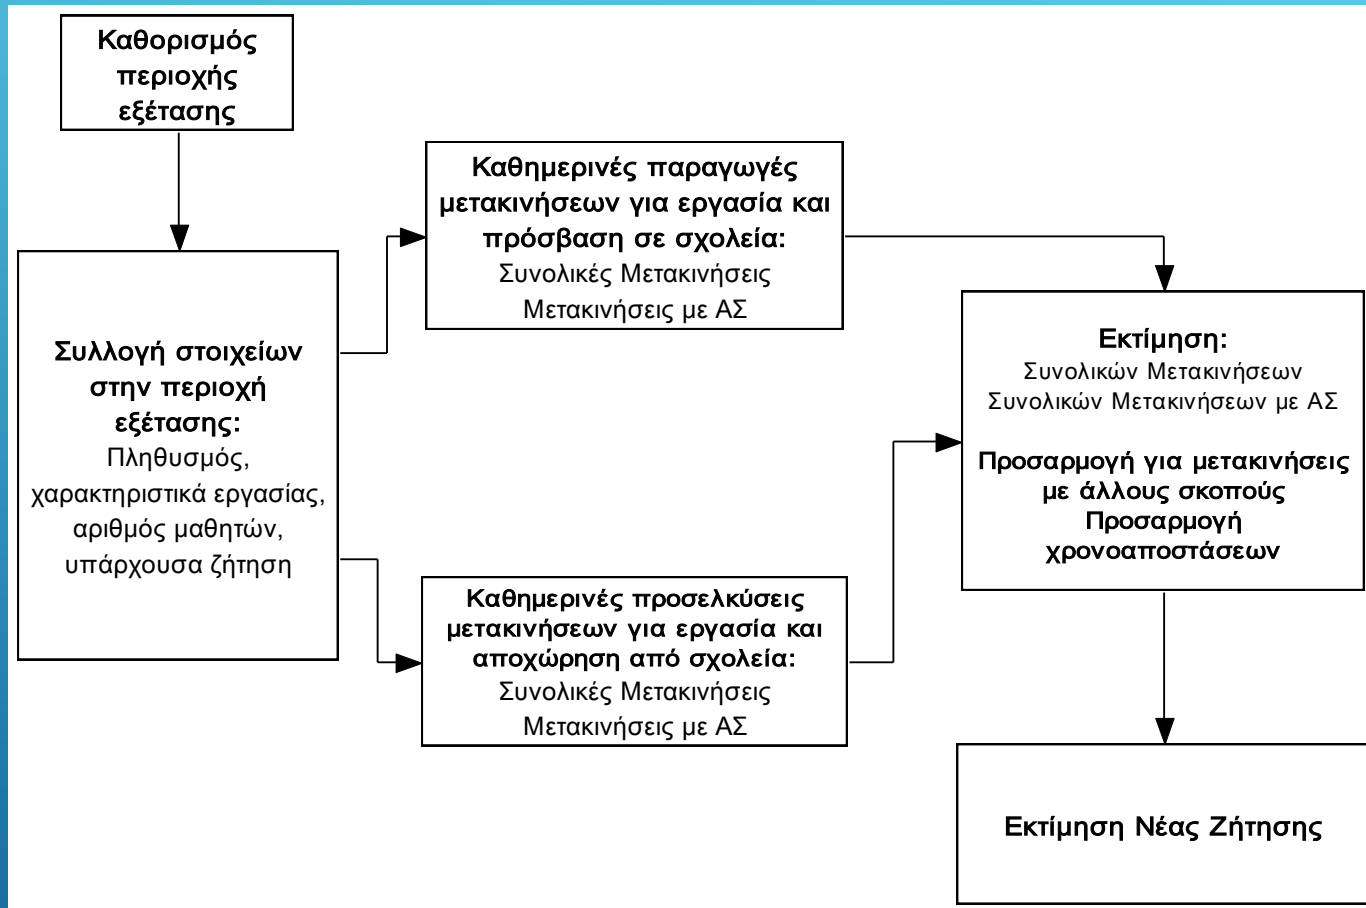 Καθορισμός
περιοχής
εξέτασης
Συλλογή στοιχείων
στην περιοχή
εξέτασης:
Πληθυσμός,
χαρακτηριστικά εργασίας,
αριθμός μαθητών,
υπάρχουσα ζήτηση
Καθημερινές παραγωγές
μετακινήσεων για εργασία και
πρόσβαση σε σχολεία:
Συνολικές Μετακινήσεις
Μετακινήσεις με ΑΣ
Καθημερινές προσελκύσεις
μετακινήσεων για εργασία και
αποχώρηση από σχολεία:
Συνολικές Μετακινήσεις
Μετακινήσεις με ΑΣ
Εκτίμηση:
Συνολικών Μετακινήσεων
Συνολικών Μετακινήσεων με ΑΣ
Προσαρμογή για μετακινήσεις
με άλλους σκοπούς
Προσαρμογή
χρονοαποστάσεων
Εκτίμηση Νέας Ζήτησης